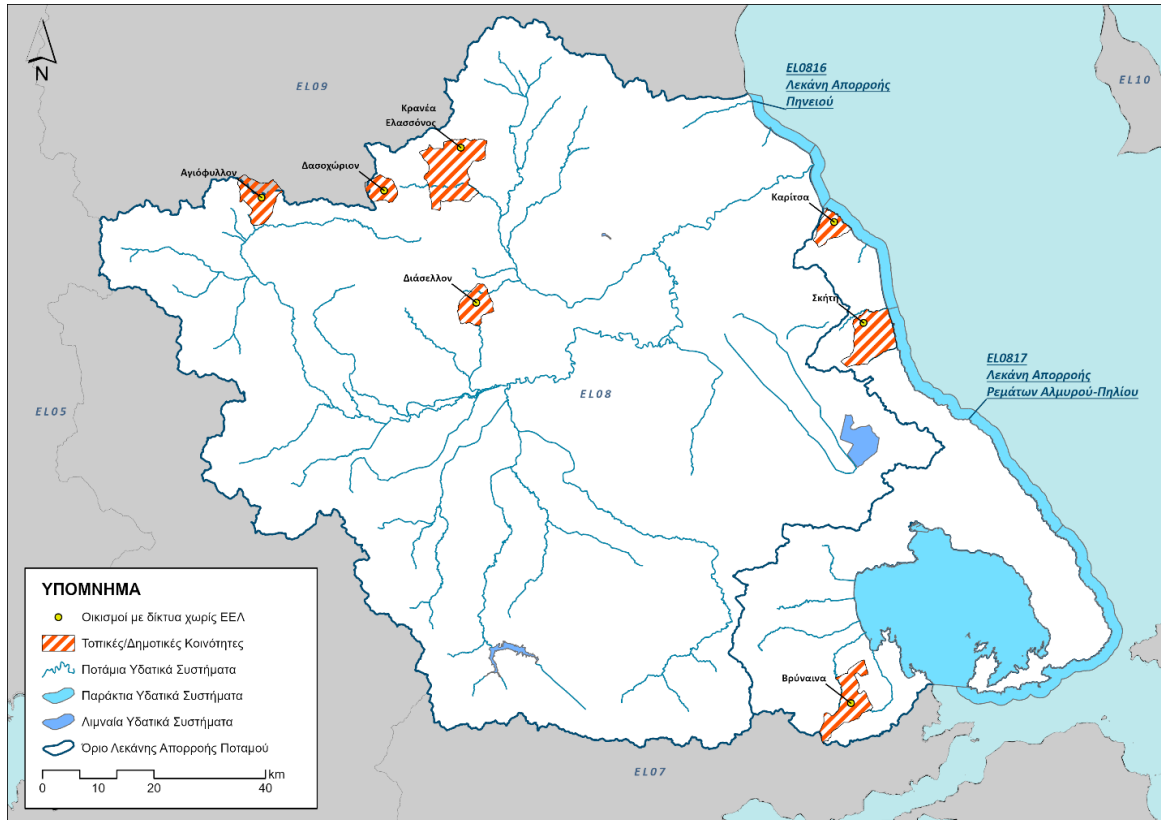 N
EL09
EL10
EL0816
Λεκάνη Απορροής
Πηνειού
Κρανέα
Ελασσόνος
Δασοχώριον
Αγιόφυλλον
Καρίτσα
Διάσελλον
Σκήτη
EL0817
Λεκάνη Απορροής
Ρεμάτων Αλμυρού-Πηλίου
EL05
EL08
Βρύναινα
EL07
ΥΠΟΜΝΗΜΑ
Οικισμοί με δίκτυα χωρίς ΕΕΛ
Τοπικές/Δημοτικές Κοινότητες
Ποτάμια Υδατικά Συστήματα
Παράκτια Υδατικά Συστήματα
Λιμναία Υδατικά Συστήματα
Όριο Λεκάνης Απορροής Ποταμού
km
0 10 20 40